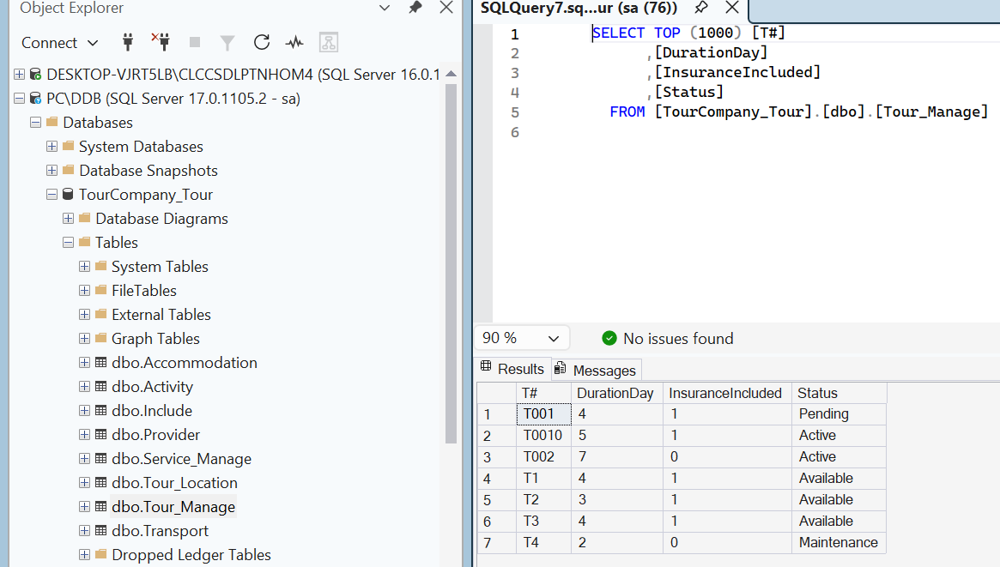 Object Explorer
Connect
DESKTOP-VJRT5LB\CLCCSDLPTNHOM4 (SQL Server 16.0.1
PC\DDB (SQL Server 17.0.1105.2 - sa)
Databases
System Databases
Database Snapshots
TourCompany_Tour
Database Diagrams
Tables
System Tables
FileTables
External Tables
Graph Tables
dbo.Accommodation
dbo.Activity
dbo.Include
dbo.Provider
dbo.Service_Manage
dbo.Tour_Location
dbo.Tour_Manage
dbo.Transport
Dropped Ledger Tables
SQLQuery7.sq...ur (sa (76))
1 SELECT TOP (1000) [T#]
2 ,[DurationDay]
3 ,[InsuranceIncluded]
4 ,[Status]
5 FROM [TourCompany_Tour].[dbo].[Tour_Manage]
6
90 % No issues found
Results Messages
T# DurationDay InsuranceIncluded Status
1 T001 4 1 Pending
2 T0010 5 1 Active
3 T002 7 0 Active
4 T1 4 1 Available
5 T2 3 1 Available
6 T3 4 1 Available
7 T4 2 0 Maintenance